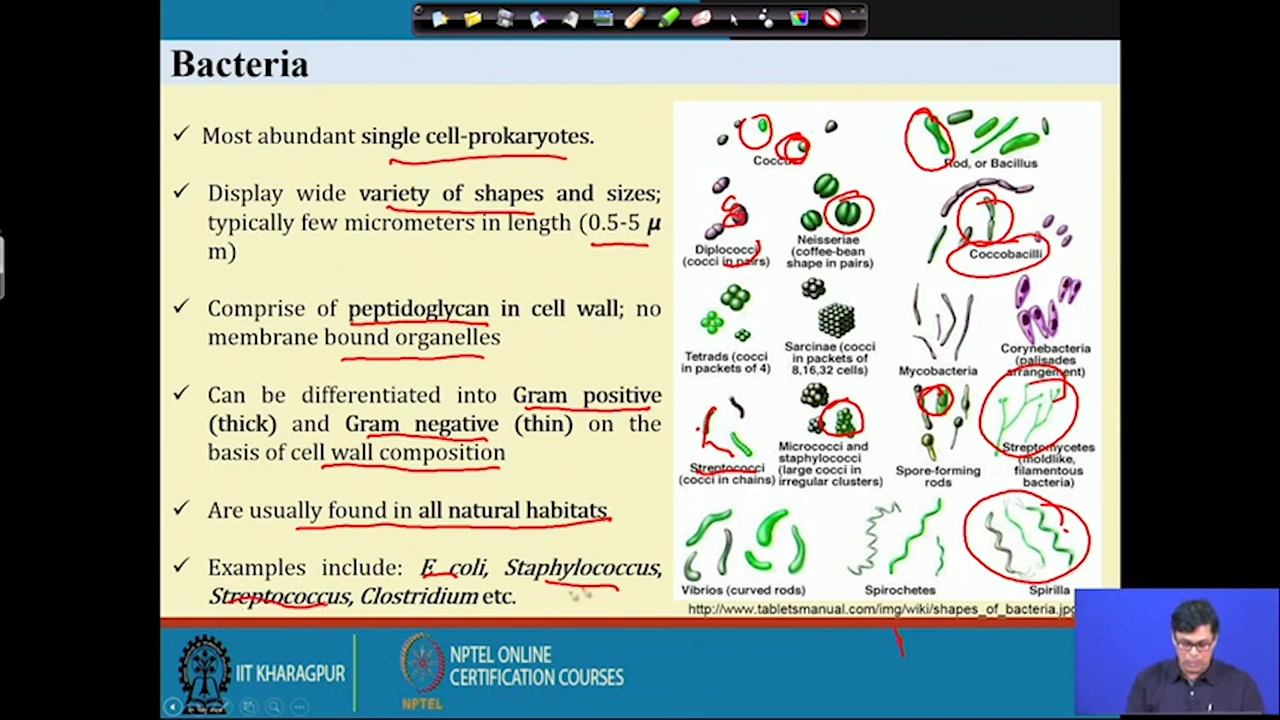 Bacteria
✓ Most abundant single cell-prokaryotes.
✓ Display wide variety of shapes and sizes;
typically few micrometers in length (0.5-5 µ
m)
✓ Comprise of peptidoglycan in cell wall; no
membrane bound organelles
✓ Can be differentiated into Gram positive
(thick) and Gram negative (thin) on the
basis of cell wall composition
✓ Are usually found in all natural habitats.
✓ Examples include: E coli, Staphylococcus,
Streptococcus, Clostridium etc.
Rod, or Bacillus
Diplococci
(cocci in pairs)
Neisseriae
(coffee-bean
shape in pairs)
Coccobacilli
Tetrads (cocci
in packets of 4)
Sarcinae (cocci
in packets of
8,16,32 cells)
Mycobacteria
Corynebacteria
(palisades
arrangement)
Streptococci
(cocci in chains)
Micrococci and
staphylococci
(large cocci in
irregular clusters)
Spore-forming
rods
Streptomycetes
(moldlike,
filamentous
bacteria)
Vibrios (curved rods)
Spirochetes
Spirilla
http://www.tabletsmanual.com/img/wiki/shapes_of_bacteria.jpg
IIT KHARAGPUR
NPTEL
NPTEL ONLINE
CERTIFICATION COURSES